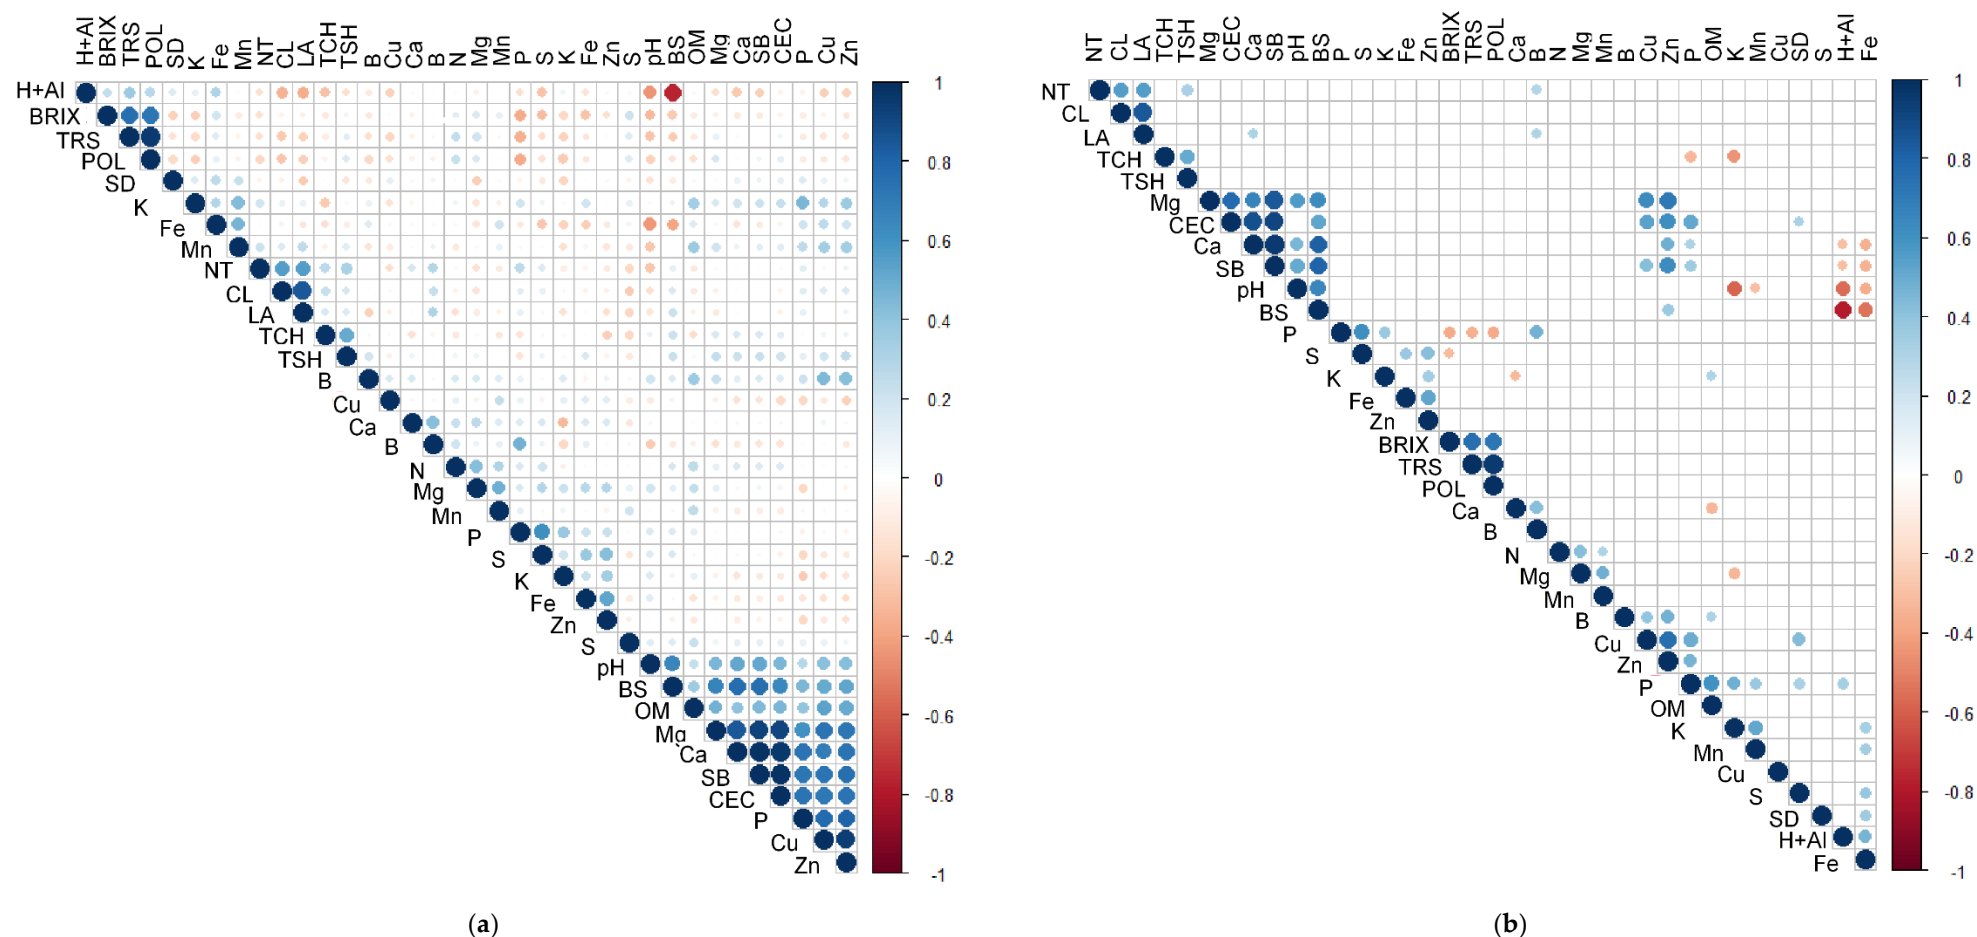 H+Al BRIX TRS POL SD K Fe Mn NT CL LA TCH TSH B Cu Ca B N Mg Mn P S K Fe Zn S pH BS OM Mg Ca SB CEC P Cu Zn
H+Al
BRIX
TRS
POL
SD
K
Fe
Mn
NT
CL
LA
TCH
TSH
B
Cu
Ca
B
N
Mg
Mn
P
S
K
Fe
Zn
S
pH
BS
OM
Mg
Ca
SB
CEC
P
Cu
Zn
1
0.8
0.6
0.4
0.2
0
-0.2
-0.4
-0.6
-0.8
-1
(a)
NT CL LA TCH TSH Mg CEC Ca SB pH BS P S K Fe Zn BRIX TRS POL Ca B N Mg Mn B Cu Zn P OM K Mn Cu SD S H+Al Fe
NT
CL
LA
TCH
TSH
Mg
CEC
Ca
SB
pH
BS
P
S
K
Fe
Zn
BRIX
TRS
POL
Ca
B
N
Mg
Mn
B
Cu
Zn
P
OM
K
Mn
Cu
S
SD
H+Al
Fe
1
0.8
0.6
0.4
0.2
0
-0.2
-0.4
-0.6
-0.8
-1
(b)